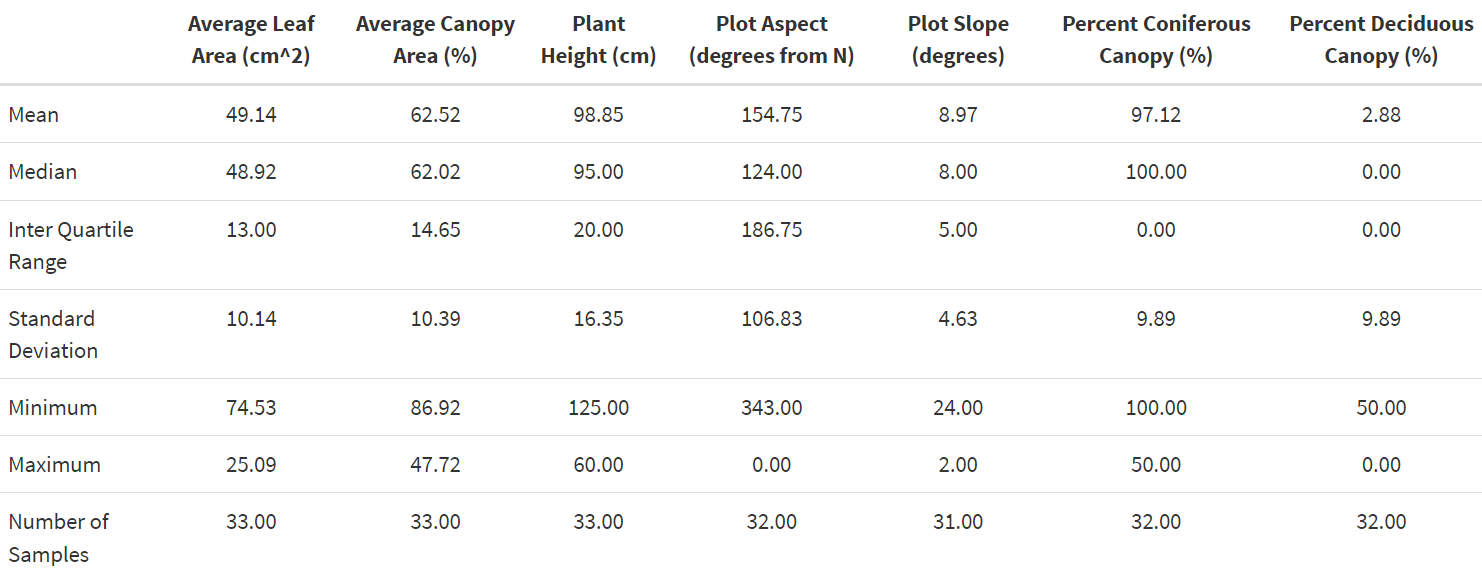 Average Leaf Average Canopy Plant Plot Aspect Plot Slope Percent Coniferous Percent Deciduous
Area (cm^2) Area (%) Height (cm) (degrees from N) (degrees) Canopy (%) Canopy (%)
Mean 49.14 62.52 98.85 154.75 8.97 97.12 2.88
Median 48.92 62.02 95.00 124.00 8.00 100.00 0.00
Inter Quartile 13.00 14.65 20.00 186.75 5.00 0.00 0.00
Range
Standard 10.14 10.39 16.35 106.83 4.63 9.89 9.89
Deviation
Minimum 74.53 86.92 125.00 343.00 24.00 100.00 50.00
Maximum 25.09 47.72 60.00 0.00 2.00 50.00 0.00
Number of 33.00 33.00 33.00 32.00 31.00 32.00 32.00
Samples